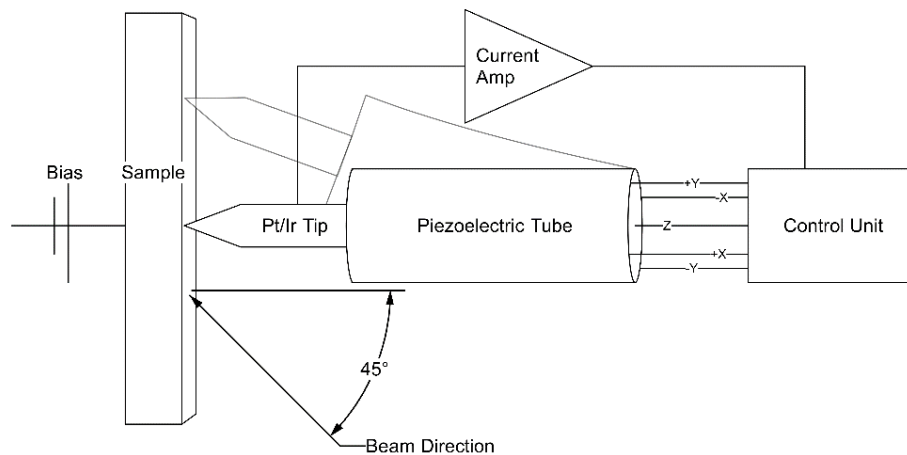 Current
Amp
Bias
Sample
Pt/Ir Tip
Piezoelectric Tube
+Y
-X
Z
+X
-Y
Control Unit
45°
Beam Direction